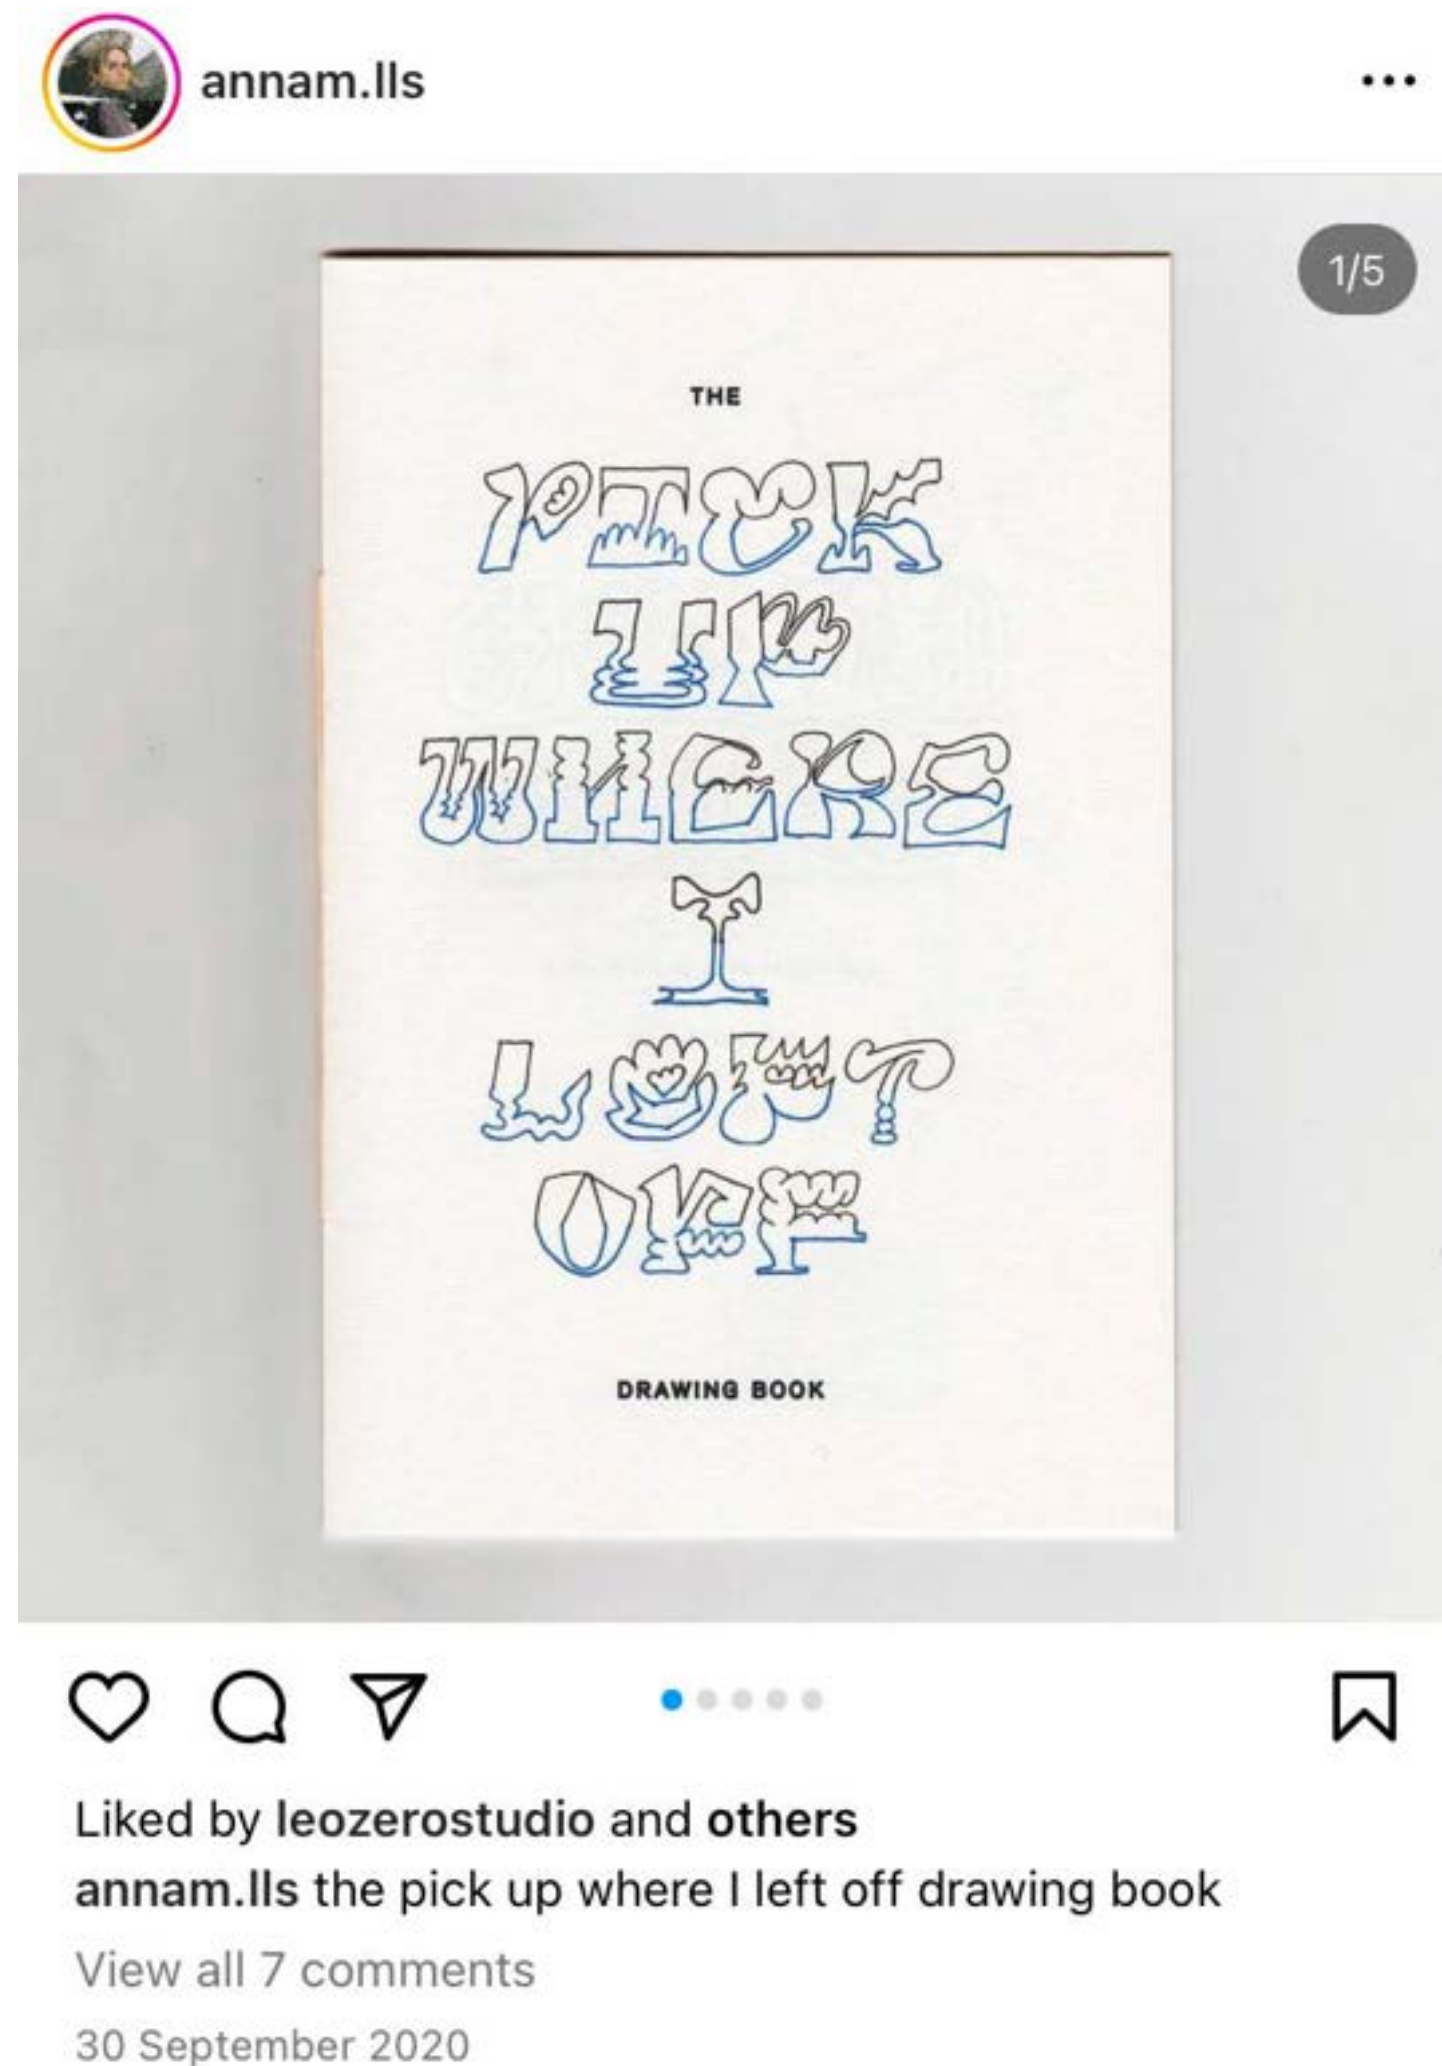 annam.lls
1/5
THE
PICK
UP
WHERE
I
LEFT
OFF
DRAWING BOOK
Liked by leozerostudio and others
annam.lls the pick up where I left off drawing book
View all 7 comments
30 September 2020